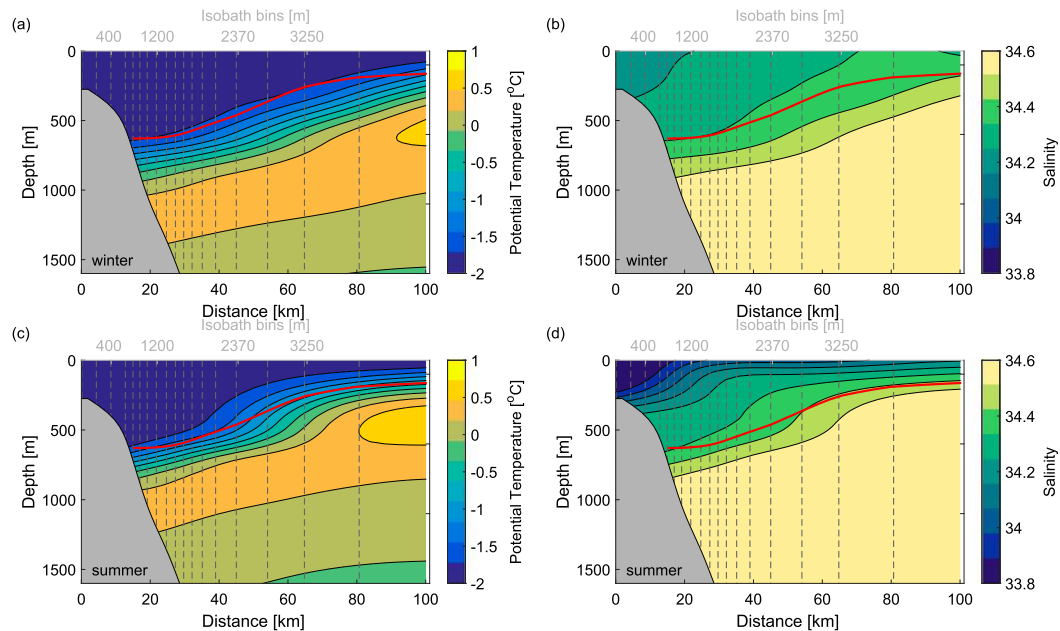 (a)
Isobath bins [m]
400 1200 2370 3250
0
500
1000
1500
Depth [m]
winter
0 20 40 60 80 100
Distance [km]
1
0.5
0
-0.5
-1
-1.5
-2
Potential Temperature [°C]
(b)
Isobath bins [m]
400 1200 2370 3250
0
500
1000
1500
Depth [m]
winter
0 20 40 60 80 100
Distance [km]
34.6
34.4
34.2
34
33.8
Salinity
(c)
Isobath bins [m]
400 1200 2370 3250
0
500
1000
1500
Depth [m]
summer
0 20 40 60 80 100
Distance [km]
1
0.5
0
-0.5
-1
-1.5
-2
Potential Temperature [°C]
(d)
Isobath bins [m]
400 1200 2370 3250
0
500
1000
1500
Depth [m]
summer
0 20 40 60 80 100
Distance [km]
34.6
34.4
34.2
34
33.8
Salinity